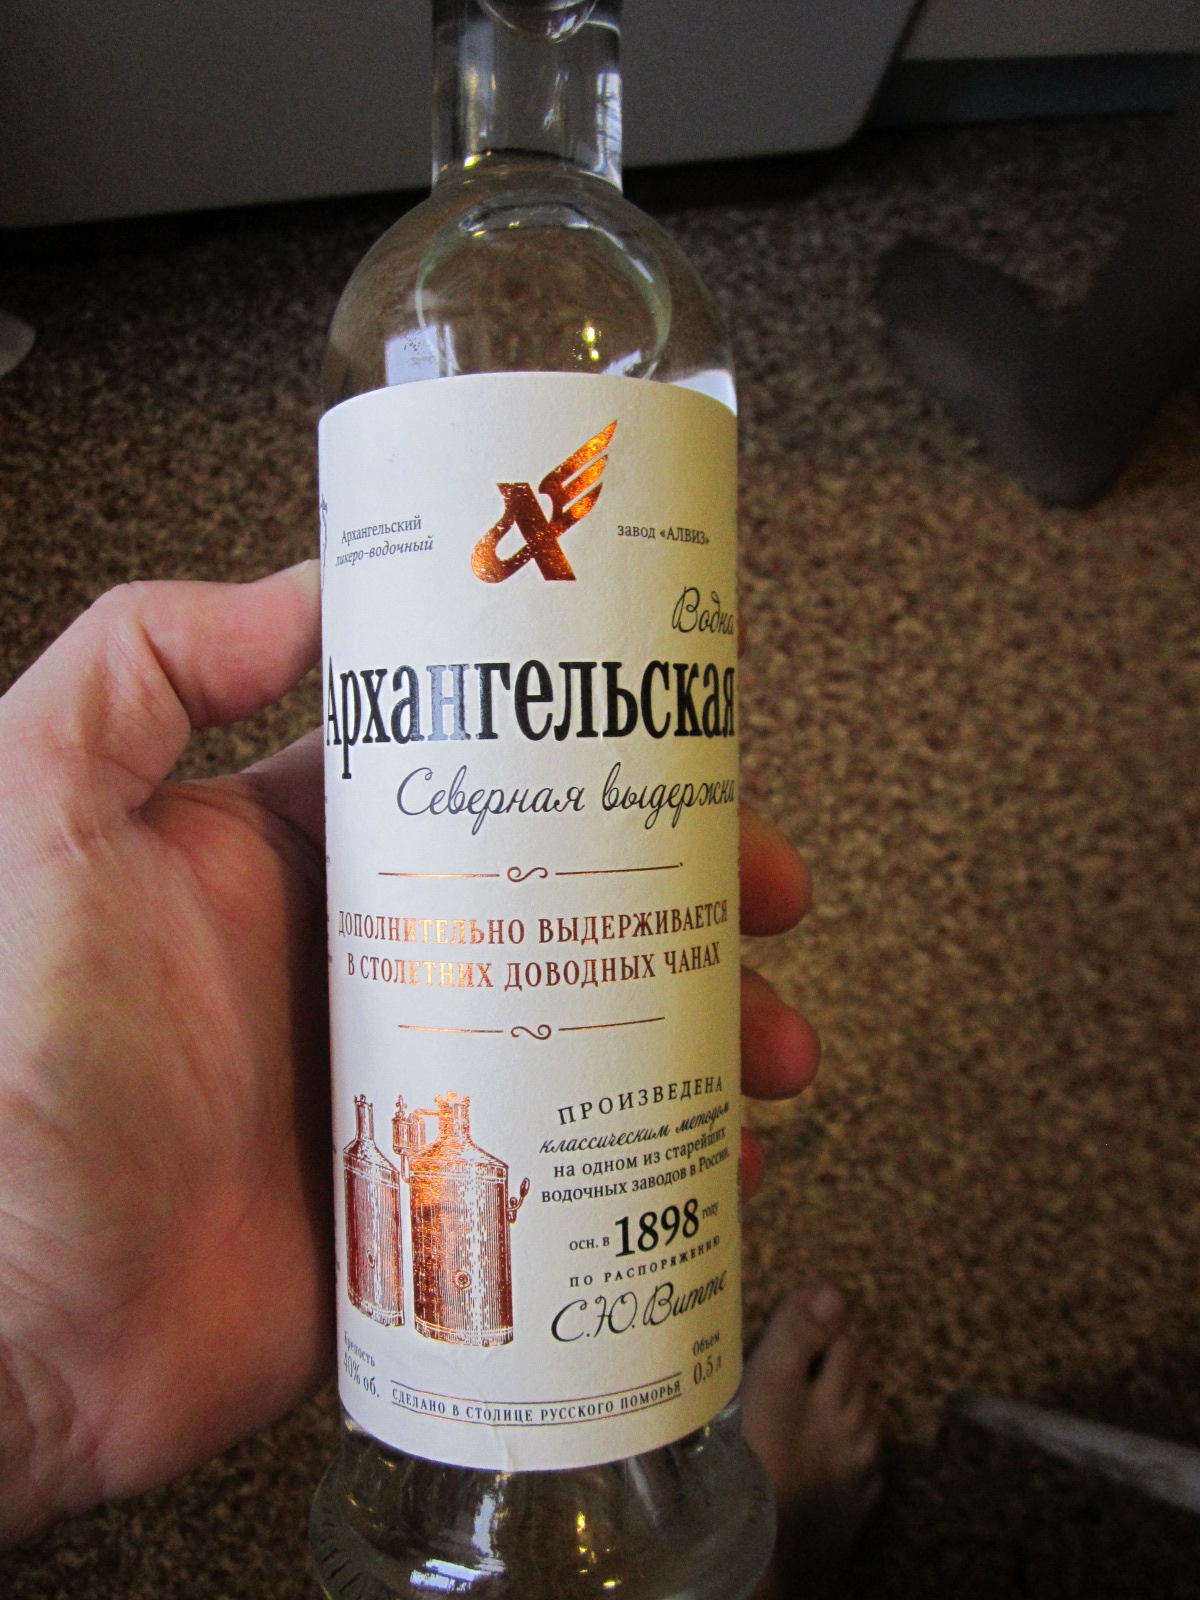 Архангельский
ликеро-водочный
завод «АЛВИЗ»
Водка
Архангельская
Северная выдержка
ДОПОЛНИТЕЛЬНО ВЫДЕРЖИВАЕТСЯ
В СТОЛЕТНИХ ДОВОДНЫХ ЧАНАХ
ПРОИЗВЕДЕНА
классическим методом
на одном из старейших
водочных заводов в России,
осн. в 1898 году
ПО РАСПОРЯЖЕНИЮ
С.Ю. Витте
Крепость
40% об.
Объем
0,5 л
СДЕЛАНО В СТОЛИЦЕ РУССКОГО ПОМОРЬЯ